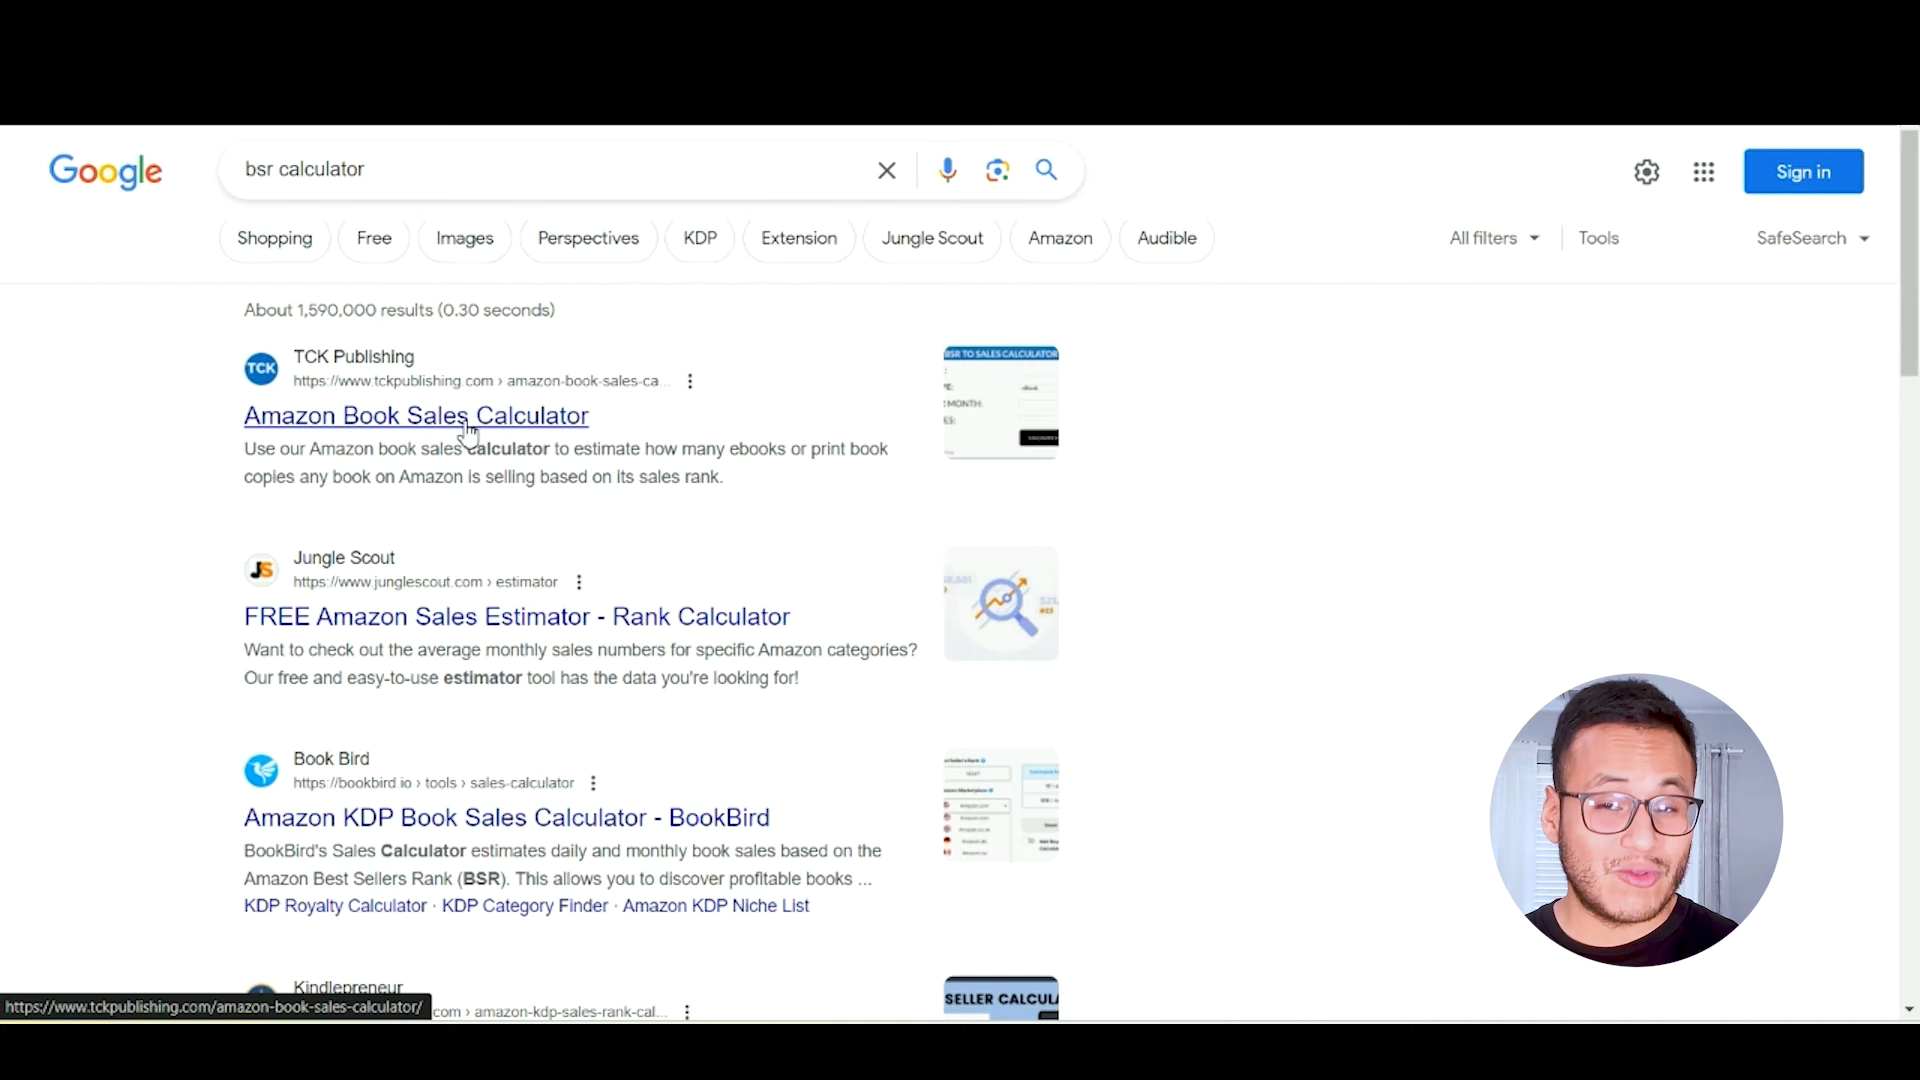 Google
bsr calculator
Sign in
Shopping
Free
Images
Perspectives
KDP
Extension
Jungle Scout
Amazon
Audible
All filters
Tools
SafeSearch
About 1,590,000 results (0.30 seconds)
TCK
TCK Publishing
https://www.tckpublishing.com › amazon-book-sales-ca...
Amazon Book Sales Calculator
Use our Amazon book sales calculator to estimate how many ebooks or print book
copies any book on Amazon is selling based on its sales rank.
BSR TO SALES CALCULATOR
MONTH:
JS
Jungle Scout
https://www.junglescout.com › estimator
FREE Amazon Sales Estimator - Rank Calculator
Want to check out the average monthly sales numbers for specific Amazon categories?
Our free and easy-to-use estimator tool has the data you're looking for!
Book Bird
https://bookbird.io › tools › sales-calculator
Amazon KDP Book Sales Calculator - BookBird
BookBird's Sales Calculator estimates daily and monthly book sales based on the
Amazon Best Sellers Rank (BSR). This allows you to discover profitable books ...
KDP Royalty Calculator · KDP Category Finder · Amazon KDP Niche List
Kindlepreneur
com › amazon-kdp-sales-rank-cal...
SELLER CALCULA
https://www.tckpublishing.com/amazon-book-sales-calculator/